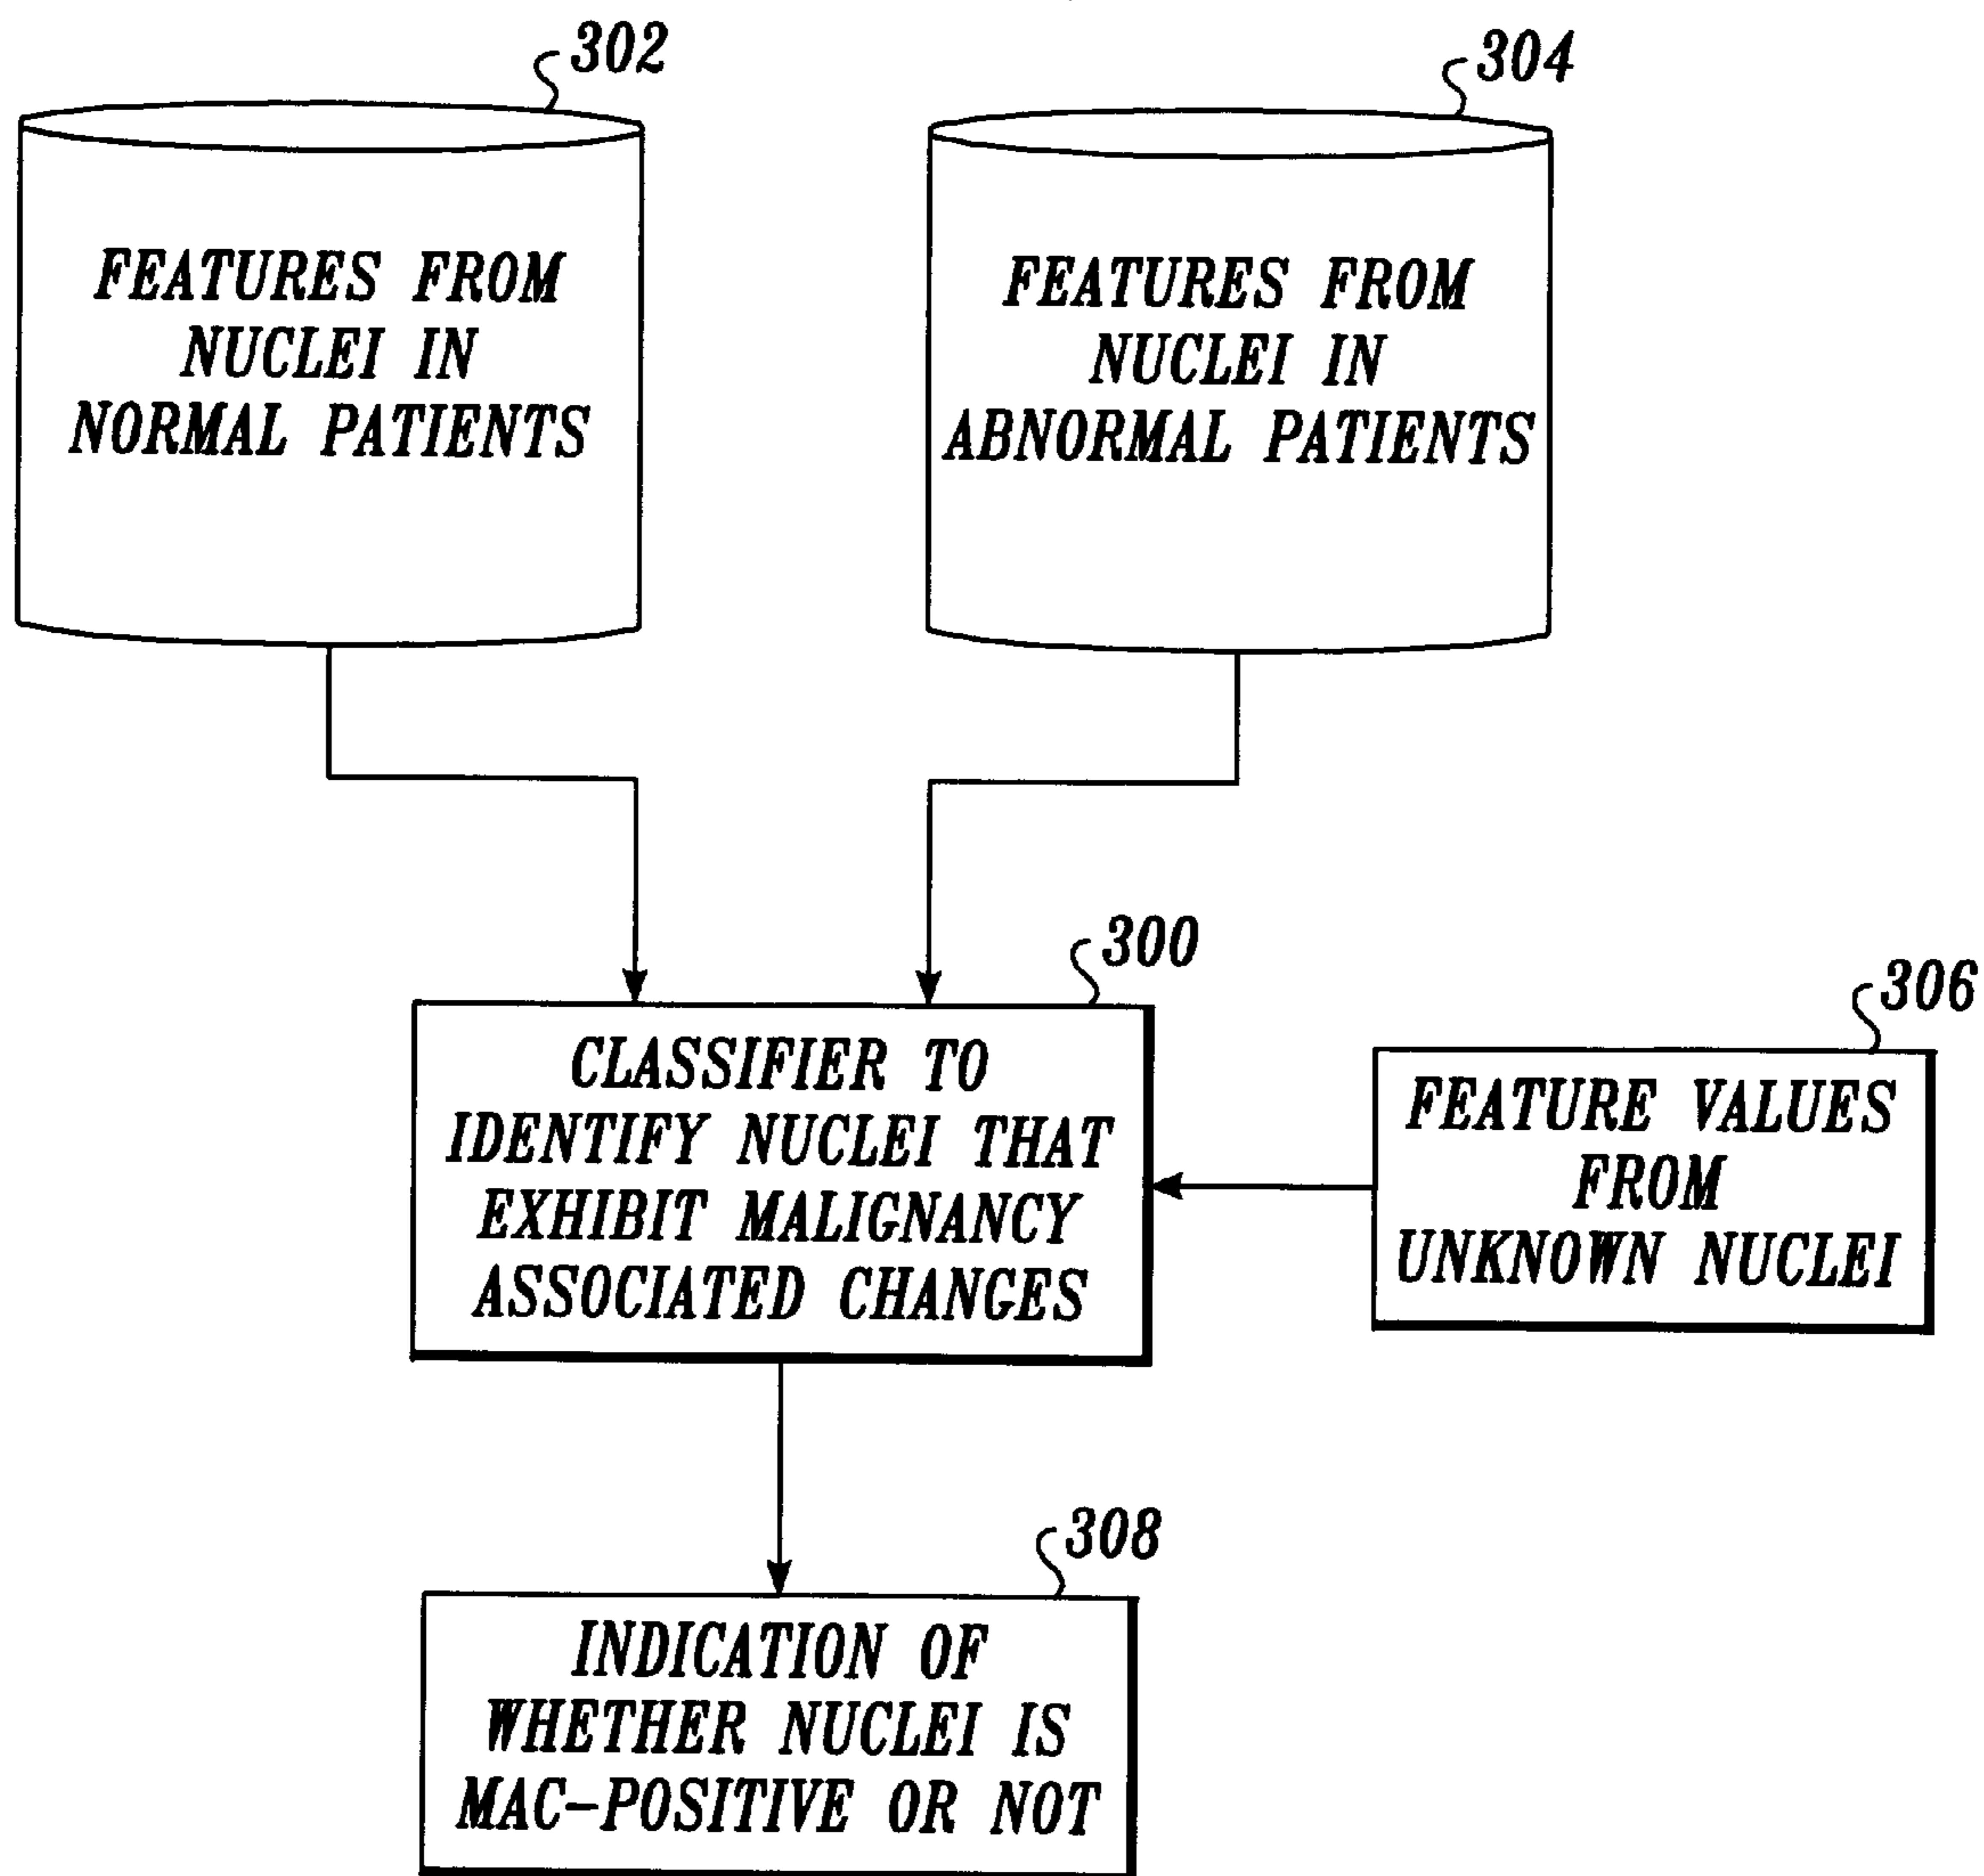 302
FEATURES FROM
NUCLEI IN
NORMAL PATIENTS
304
FEATURES FROM
NUCLEI IN
ABNORMAL PATIENTS
300
CLASSIFIER TO
IDENTIFY NUCLEI THAT
EXHIBIT MALIGNANCY
ASSOCIATED CHANGES
306
FEATURE VALUES
FROM
UNKNOWN NUCLEI
308
INDICATION OF
WHETHER NUCLEI IS
MAC-POSITIVE OR NOT